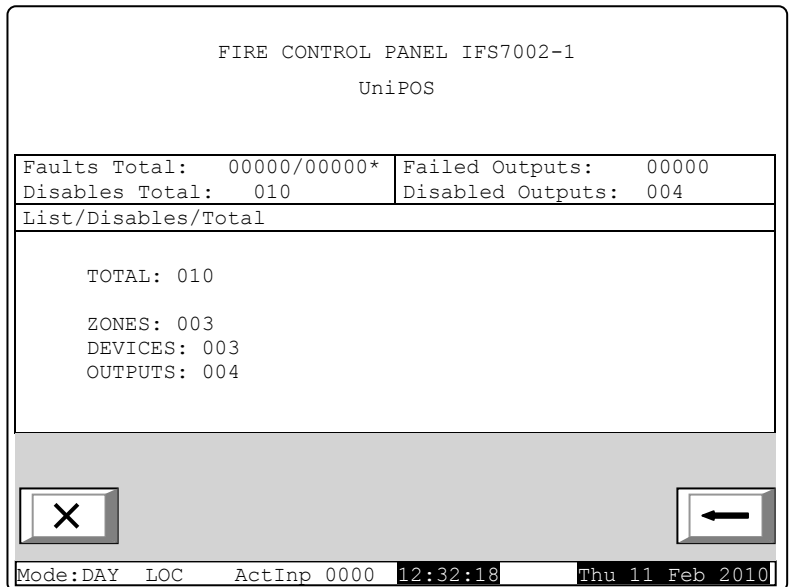 FIRE CONTROL PANEL IFS7002-1
UniPOS
Faults Total: 00000/00000* Failed Outputs: 00000
Disables Total: 010 Disabled Outputs: 004
List/Disables/Total
TOTAL: 010
ZONES: 003
DEVICES: 003
OUTPUTS: 004
Mode:DAY LOC ActInp 0000 12:32:18 Thu 11 Feb 2010